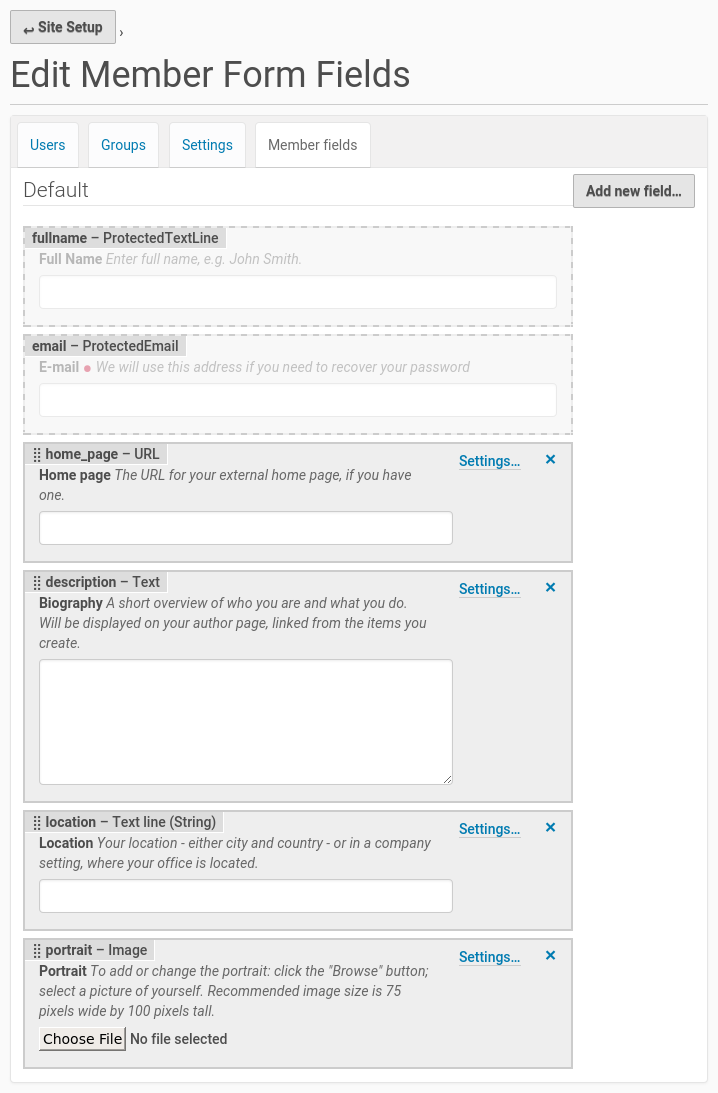 ↩ Site Setup ›
Edit Member Form Fields
Users Groups Settings Member fields
Default Add new field…
fullname – ProtectedTextLine
Full Name Enter full name, e.g. John Smith.
email – ProtectedEmail
E-mail ● We will use this address if you need to recover your password
⣿ home_page – URL
Settings… ×
Home page The URL for your external home page, if you have
one.
⣿ description – Text
Settings… ×
Biography A short overview of who you are and what you do.
Will be displayed on your author page, linked from the items you
create.
⣿ location – Text line (String)
Settings… ×
Location Your location - either city and country - or in a company
setting, where your office is located.
⣿ portrait – Image
Settings… ×
Portrait To add or change the portrait: click the "Browse" button;
select a picture of yourself. Recommended image size is 75
pixels wide by 100 pixels tall.
Choose File No file selected